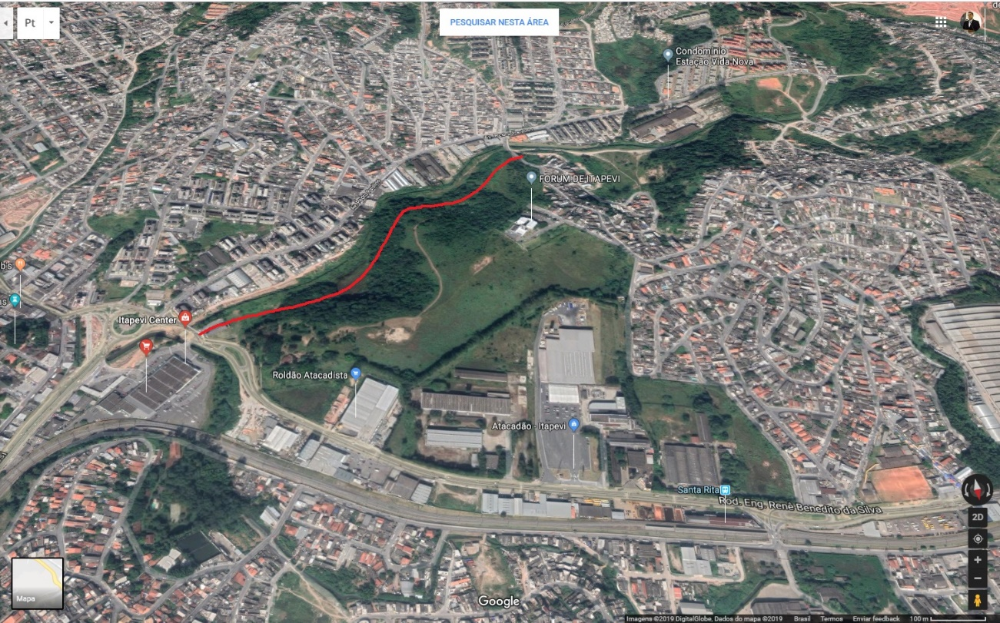 Pt
PESQUISAR NESTA ÁREA
Condomínio
Estação Vida Nova
FORUM DE ITAPEVI
b's
as
Itapevi Center
Roldão Atacadista
Atacadão - Itapevi
Santa Rita
Rod. Eng. Renê Benedito da Silva
2D
Mapa
Google
Imagens ©2019 DigitalGlobe, Dados do mapa ©2019 Brasil Termos Enviar feedback 100 m